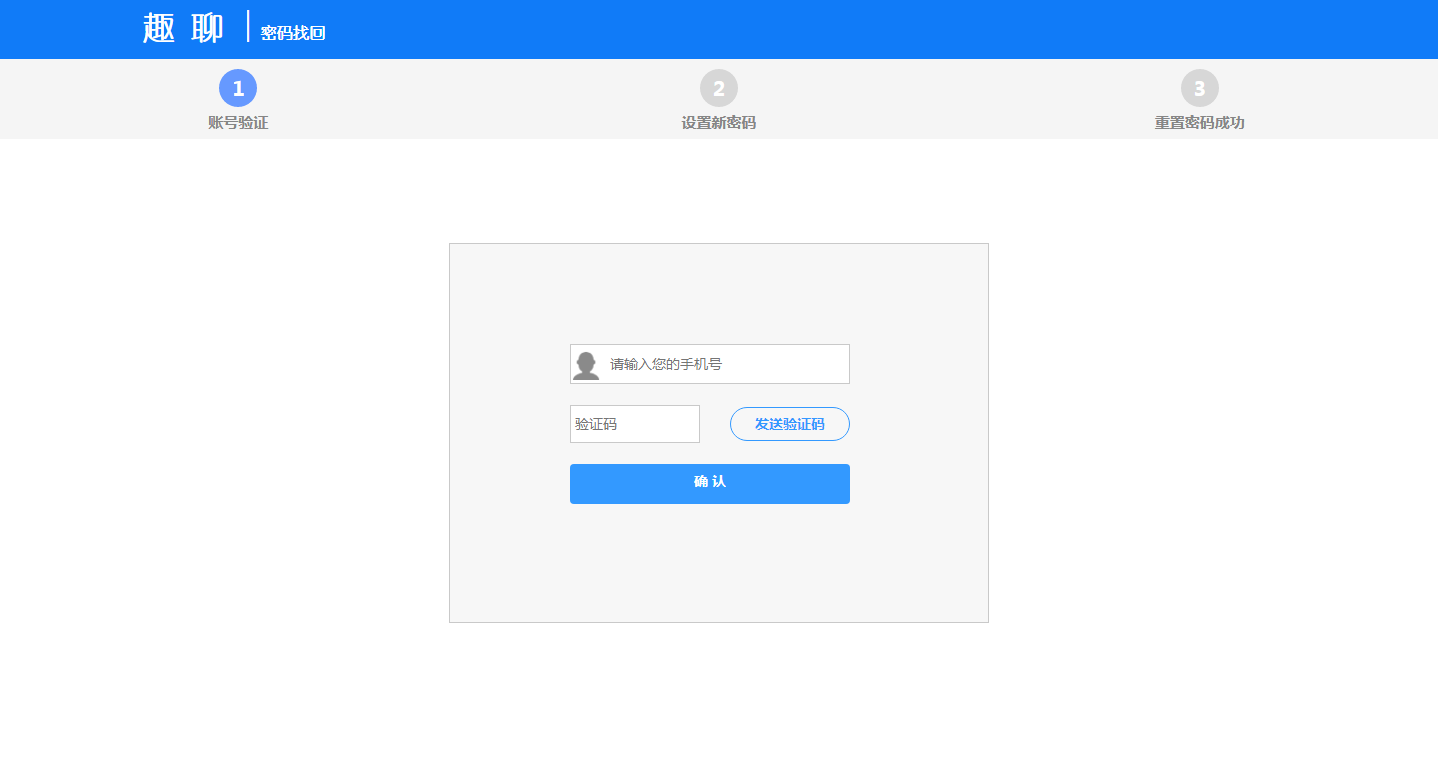 趣 聊 | 密码找回
1 2 3
账号验证 设置新密码 重置密码成功
请输入您的手机号
验证码 发送验证码
确 认